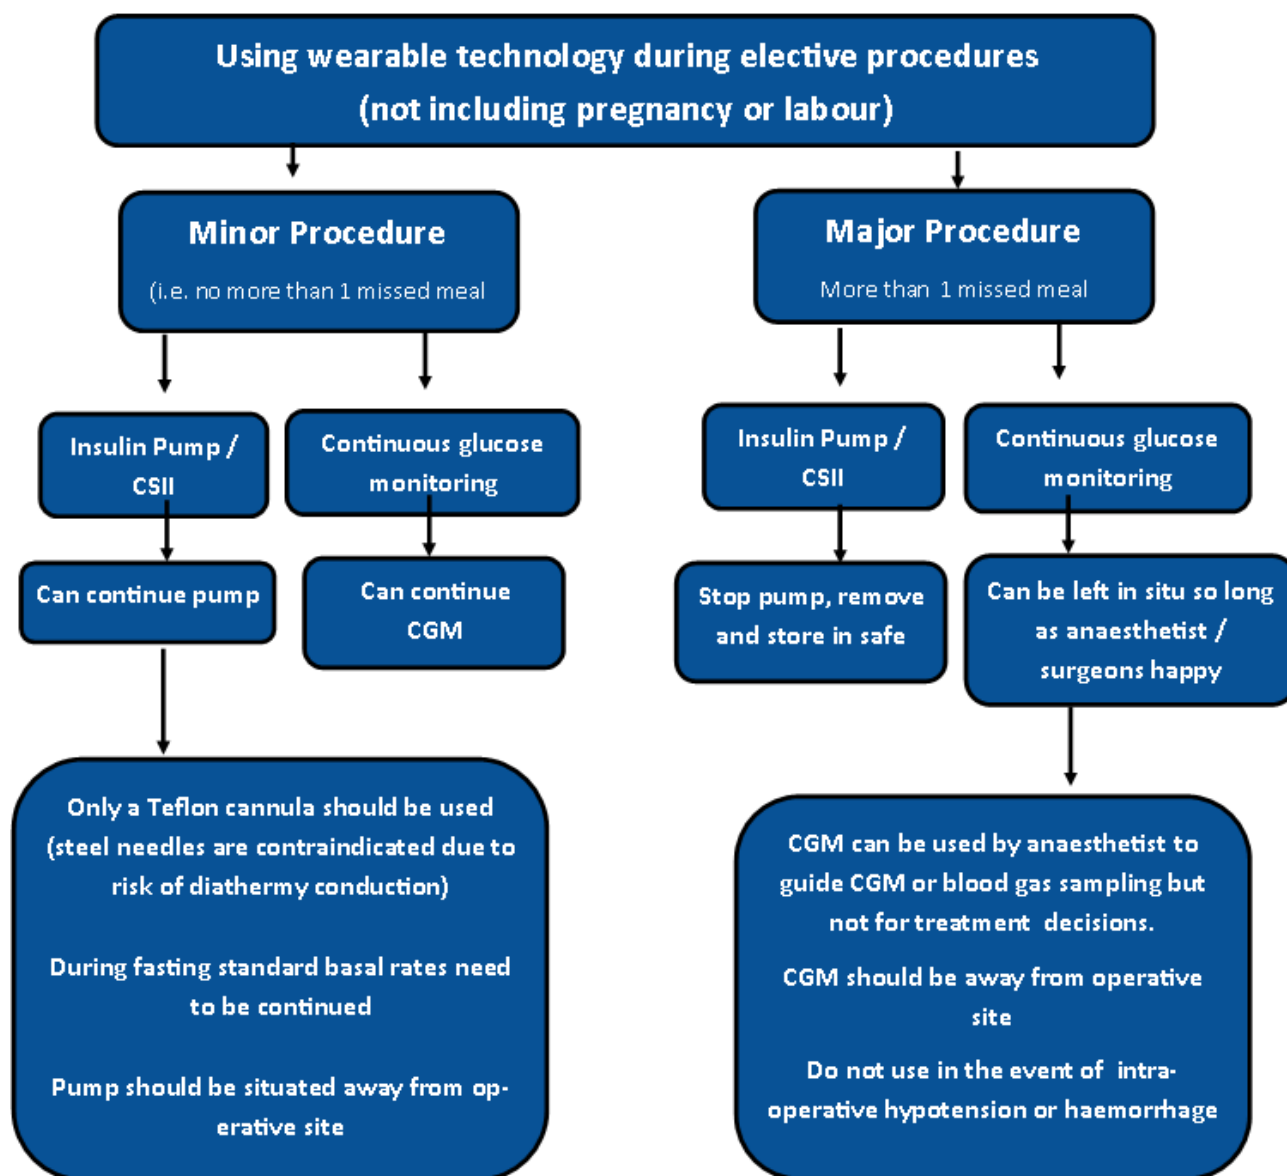 Using wearable technology during elective procedures
(not including pregnancy or labour)
Minor Procedure
(i.e. no more than 1 missed meal
Major Procedure
More than 1 missed meal
Insulin Pump /
CSII
Continuous glucose
monitoring
Insulin Pump /
CSII
Continuous glucose
monitoring
Can continue pump
Can continue
CGM
Stop pump, remove
and store in safe
Can be left in situ so long
as anaesthetist /
surgeons happy
Only a Teflon cannula should be used
(steel needles are contraindicated due to
risk of diathermy conduction)
During fasting standard basal rates need
to be continued
Pump should be situated away from op-
erative site
CGM can be used by anaesthetist to
guide CGM or blood gas sampling but
not for treatment decisions.
CGM should be away from operative
site
Do not use in the event of intra-
operative hypotension or haemorrhage